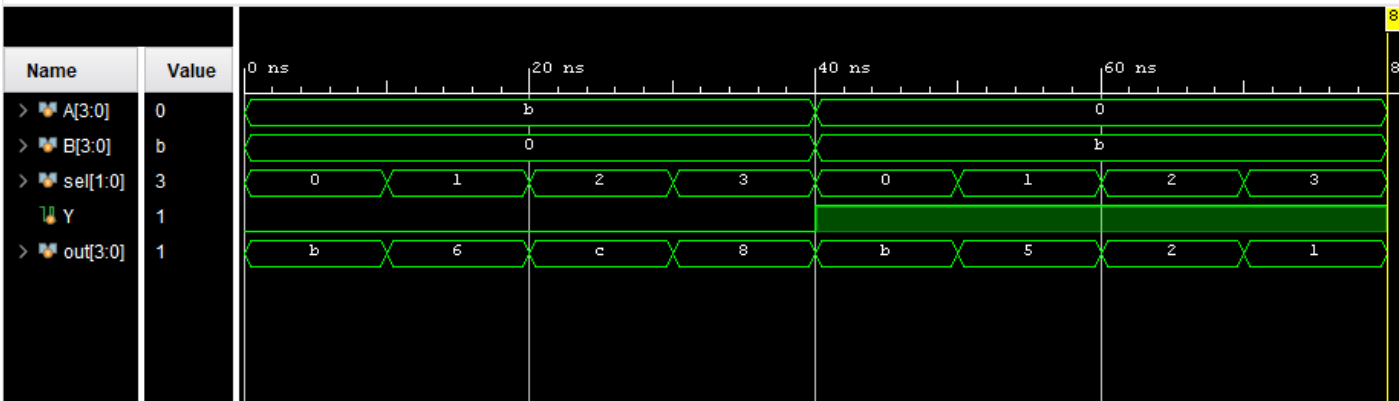 8
Name Value 0 ns 20 ns 40 ns 60 ns 8
A[3:0] 0 b 0
B[3:0] b 0 b
sel[1:0] 3 0 1 2 3 0 1 2 3
Y 1
out[3:0] 1 b 6 c 8 b 5 2 1